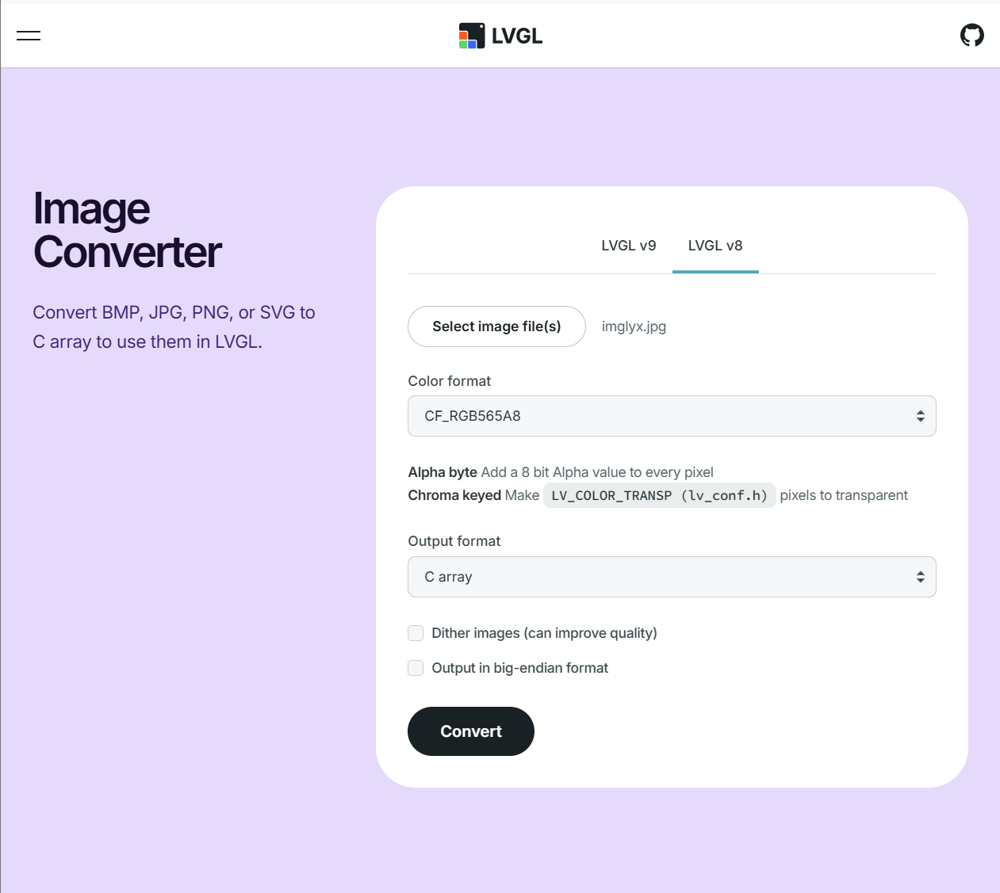 LVGL
Image
Converter
Convert BMP, JPG, PNG, or SVG to
C array to use them in LVGL.
LVGL v9
LVGL v8
Select image file(s)
imglyx.jpg
Color format
CF_RGB565A8
Alpha byte Add a 8 bit Alpha value to every pixel
Chroma keyed Make LV_COLOR_TRANSP (lv_conf.h) pixels to transparent
Output format
C array
Dither images (can improve quality)
Output in big-endian format
Convert